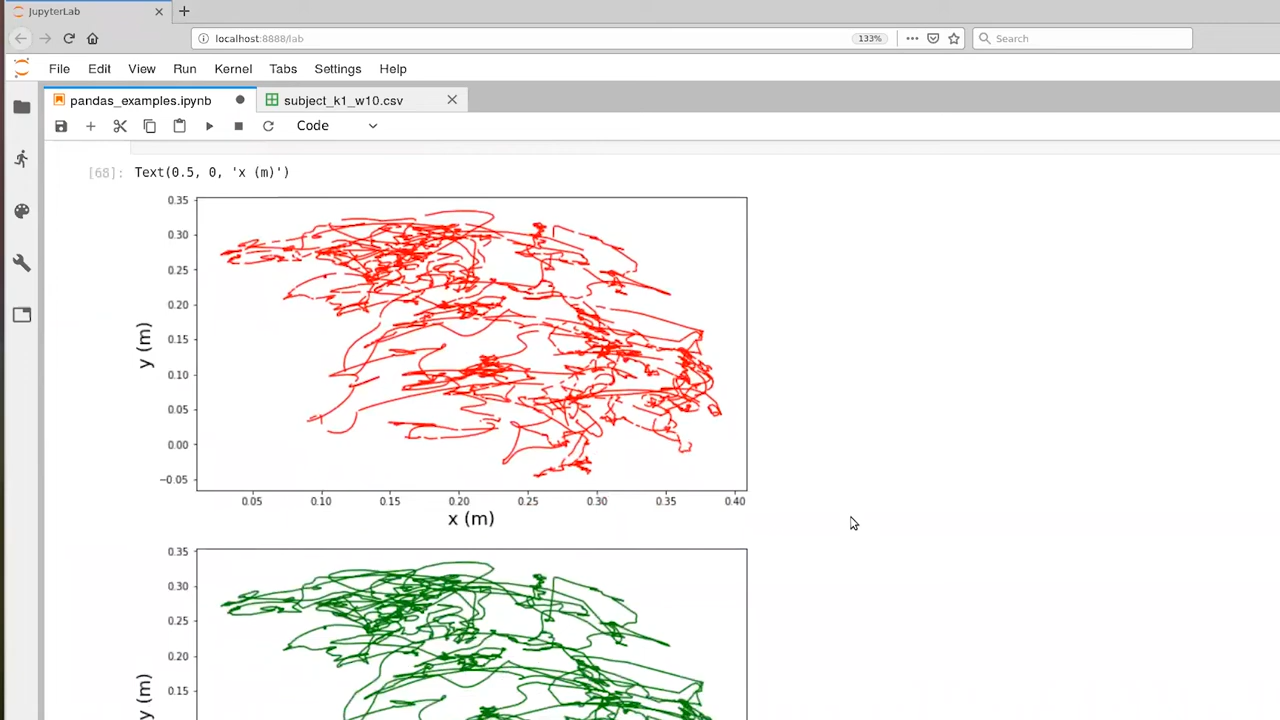 JupyterLab
localhost:8888/lab
133%
Search
File Edit View Run Kernel Tabs Settings Help
pandas_examples.ipynb
subject_k1_w10.csv
Code
[68]: Text(0.5, 0, 'x (m)')
0.35
0.30
0.25
0.20
0.15
0.10
0.05
0.00
−0.05
y (m)
0.05 0.10 0.15 0.20 0.25 0.30 0.35 0.40
x (m)
0.35
0.30
0.25
0.20
0.15
y (m)